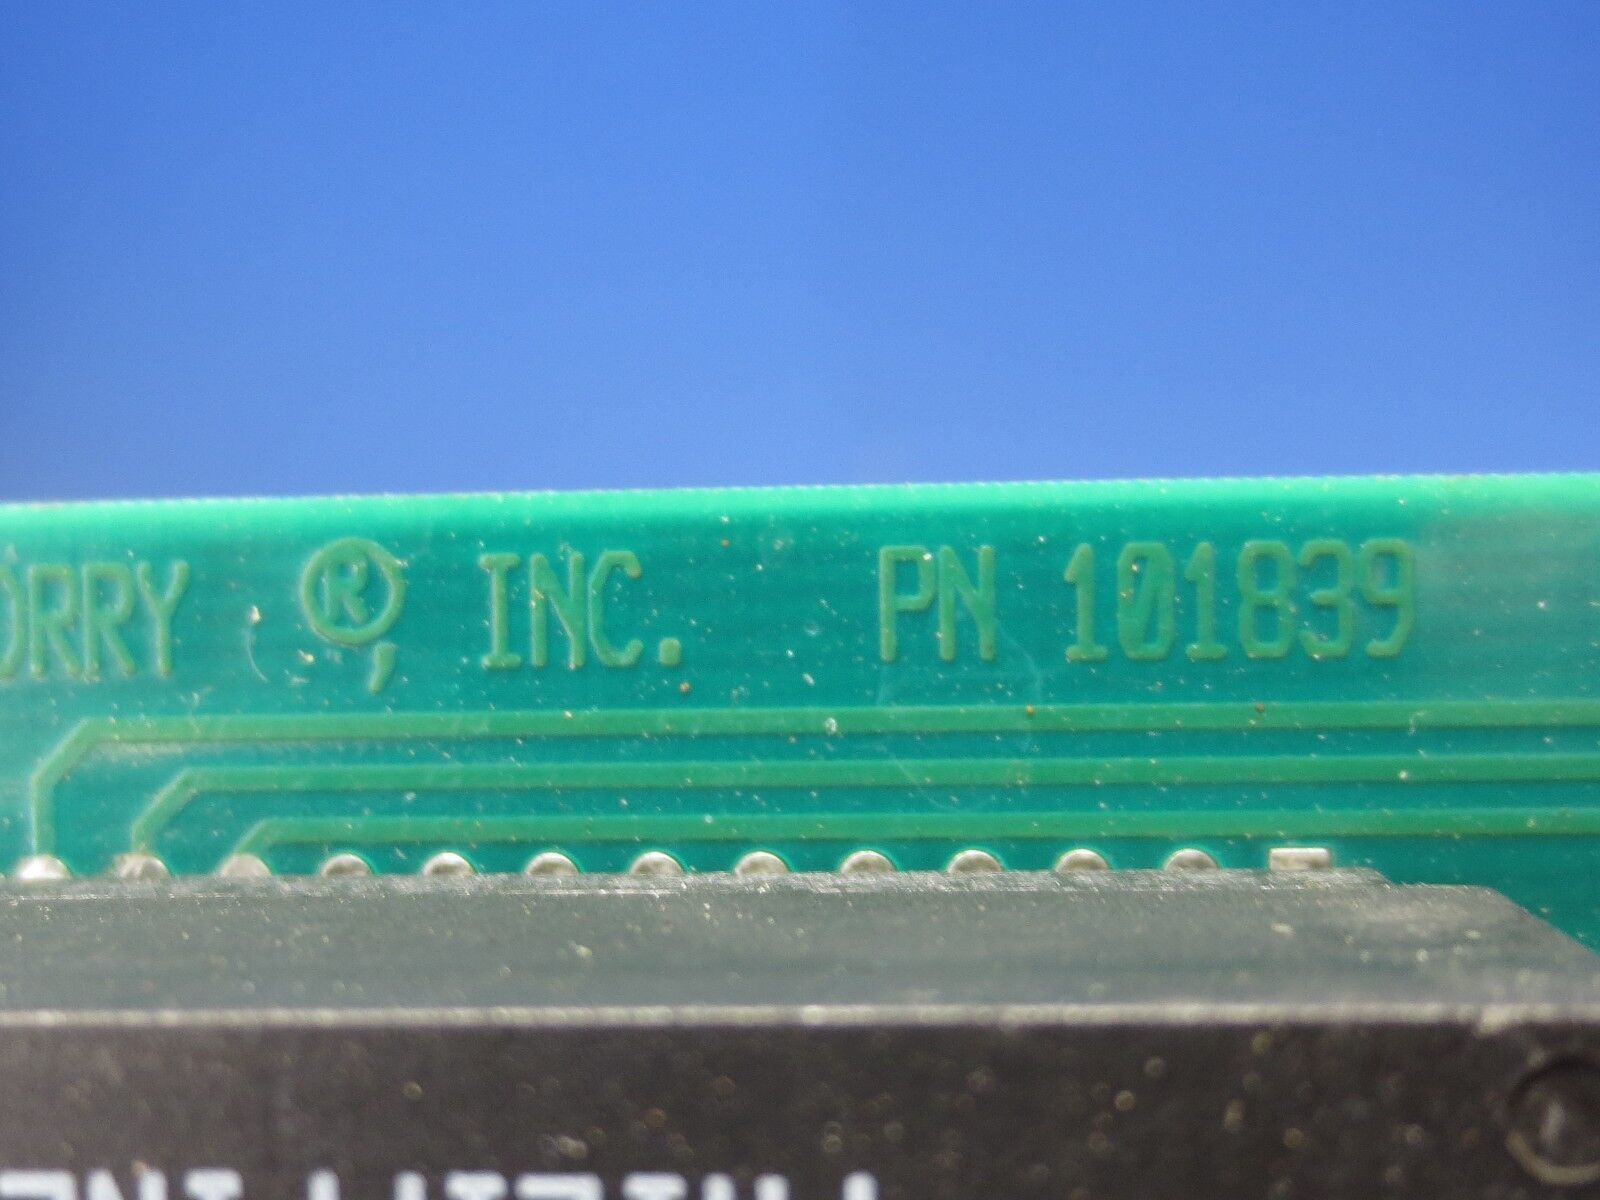 ORRY ®, INC. PN 101839